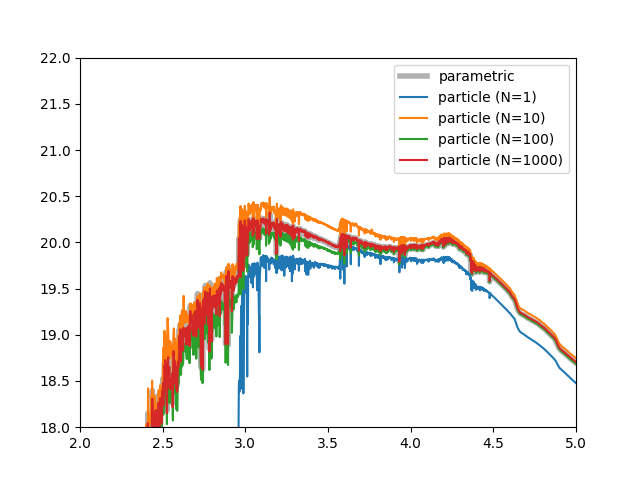 22.0
21.5
21.0
20.5
20.0
19.5
19.0
18.5
18.0
2.0 2.5 3.0 3.5 4.0 4.5 5.0
parametric
particle (N=1)
particle (N=10)
particle (N=100)
particle (N=1000)